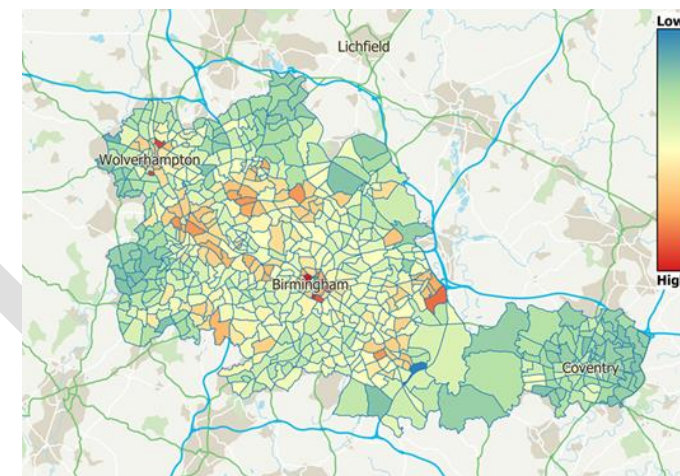 Low
Lichfield
Wolverhampton
Birmingham
High
Coventry